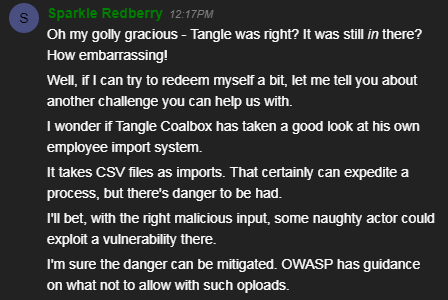 S
Sparkle Redberry 12:17PM
Oh my golly gracious - Tangle was right? It was still in there?
How embarrassing!
Well, if I can try to redeem myself a bit, let me tell you about
another challenge you can help us with.
I wonder if Tangle Coalbox has taken a good look at his own
employee import system.
It takes CSV files as imports. That certainly can expedite a
process, but there's danger to be had.
I'll bet, with the right malicious input, some naughty actor could
exploit a vulnerability there.
I'm sure the danger can be mitigated. OWASP has guidance
on what not to allow with such oploads.